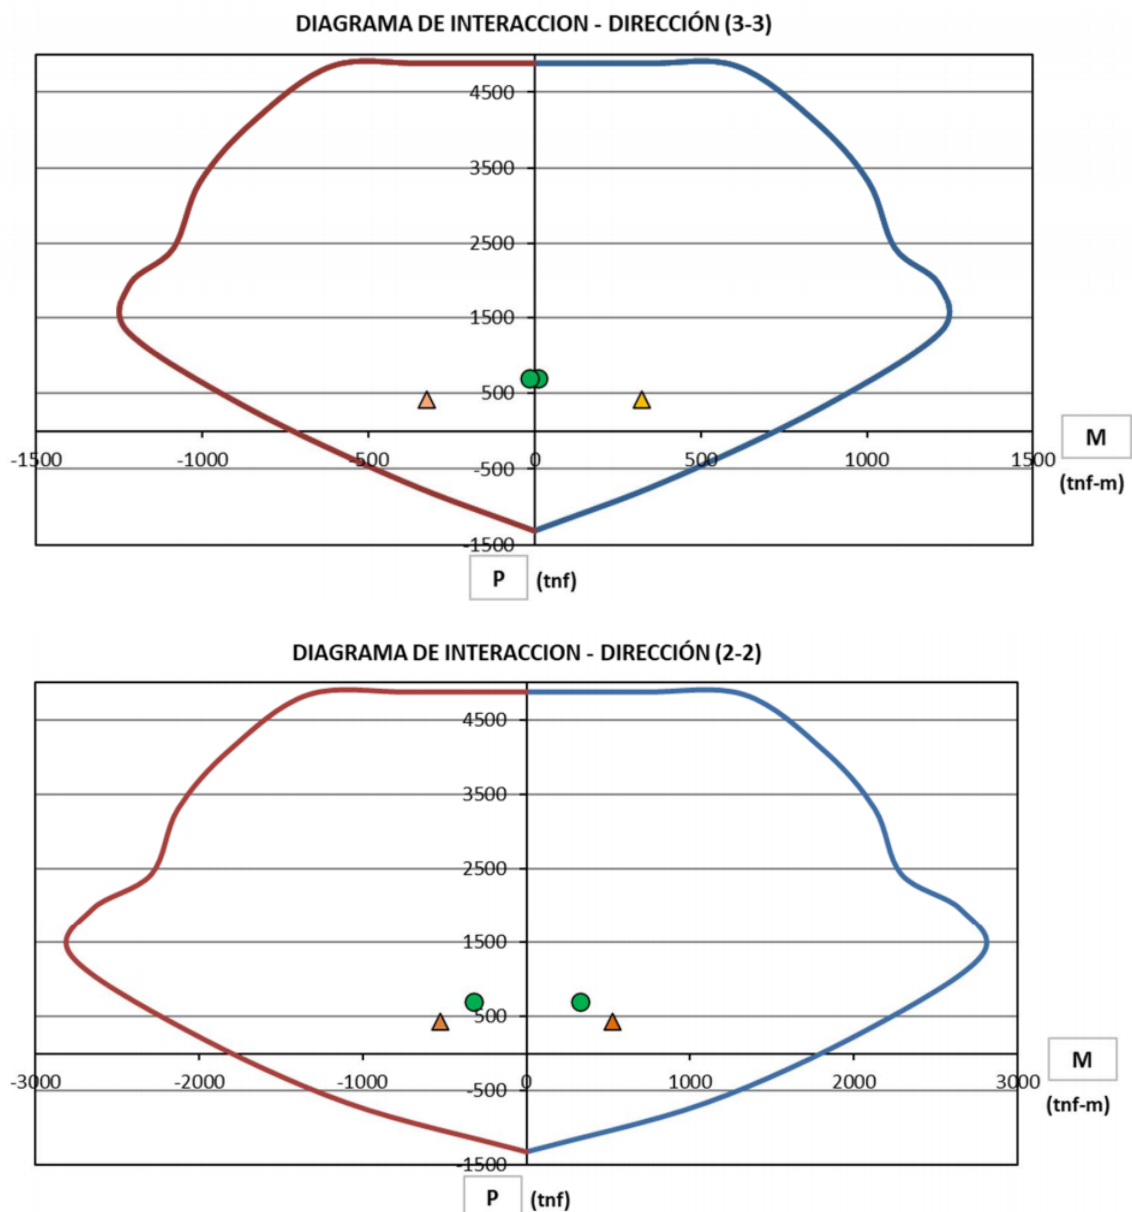 DIAGRAMA DE INTERACCION - DIRECCIÓN (3-3)
4500
3500
2500
1500
500
-1500 -1000 -500 0 500 1000 1500
-500
-1500
M
(tnf-m)
P (tnf)
DIAGRAMA DE INTERACCION - DIRECCIÓN (2-2)
4500
3500
2500
1500
500
-3000 -2000 -1000 0 1000 2000 3000
-500
-1500
M
(tnf-m)
P (tnf)